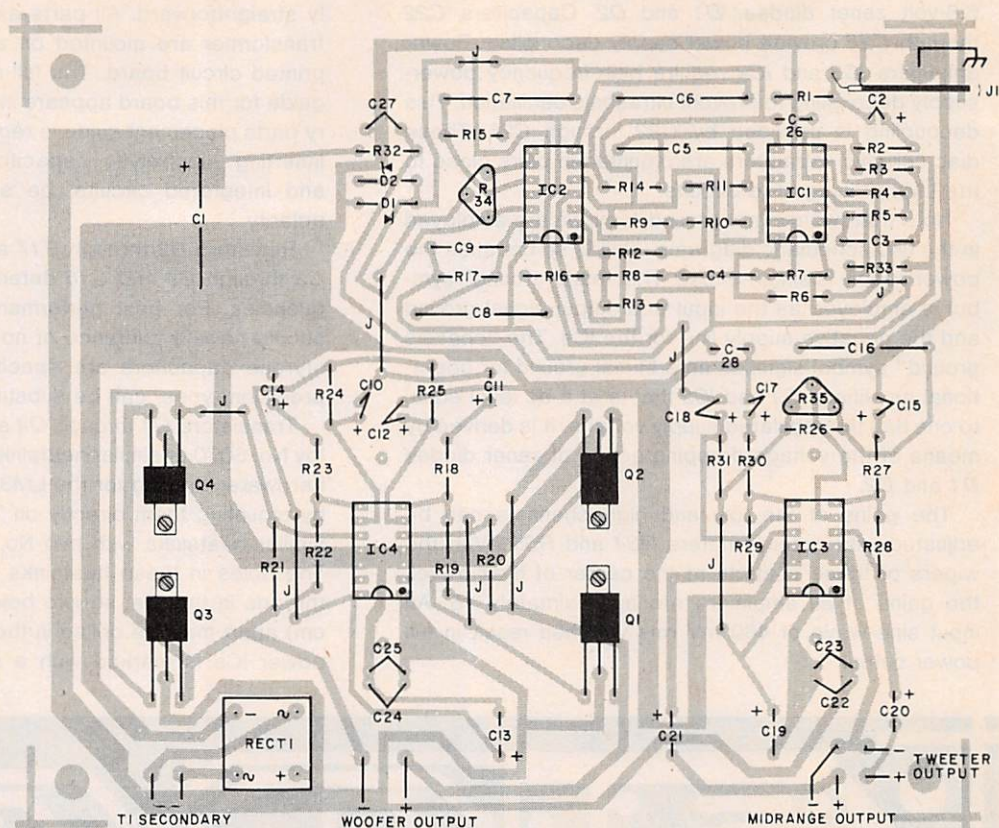 J
C7
C6
R1
J1
C27
C2
+
R15
C
26
R32
C5
R2
+
IC2
IC1
R3
D2
R
34
R14
R11
R4
C1
D1
R5
R9
R10
C9
R12
C3
R17
R16
R8
C4
R7
R33
R6
J
R13
C8
J
J
C
28
C16
C14
R24
C10
R25
C11
C17
R35
+
+
C18
+
C15
J
+
C12
+
R26
R23
R18
R31
R30
R27
Q4
Q2
IC4
IC3
R22
R21
R19
R20
R29
R28
J
J
J
Q3
Q1
C25
C23
C24
C22
+
+
+
- ~
RECT1
~ +
C13
C21
C19
C20
+
-
TWEETER
+
OUTPUT
- +
- +
T1 SECONDARY
WOOFER OUTPUT
MIDRANGE OUTPUT